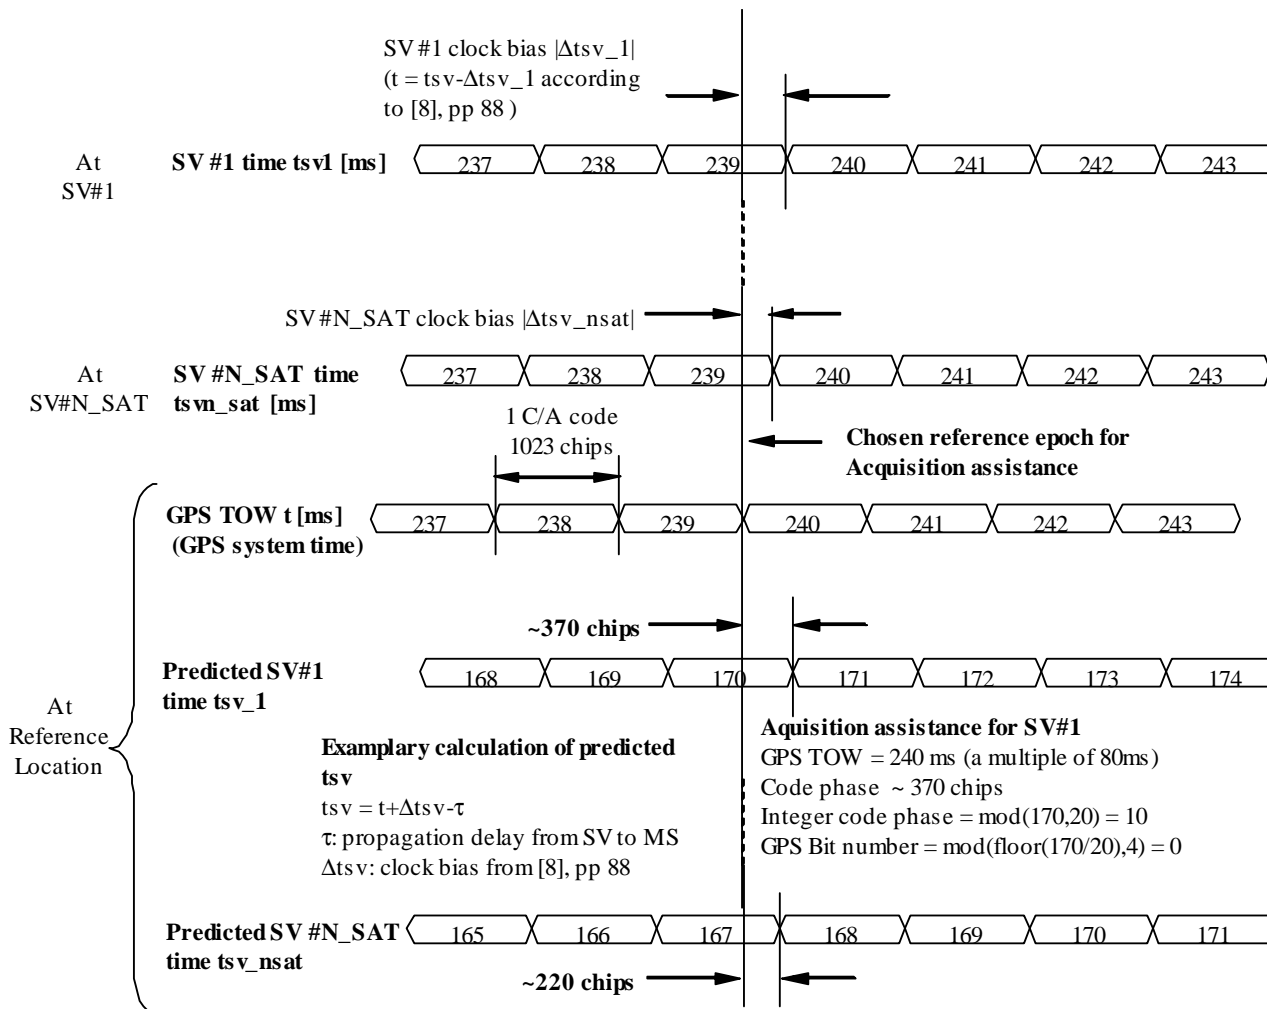 SV #1 clock bias |Δtsv_1|
(t = tsv-Δtsv_1 according
to [8], pp 88 )
At
SV#1
SV #1 time tsv1 [ms]
237 238 239 240 241 242 243
SV #N_SAT clock bias |Δtsv_nsat|
At
SV#N_SAT
SV #N_SAT time
tsvn_sat [ms]
237 238 239 240 241 242 243
1 C/A code
1023 chips
Chosen reference epoch for
Acquisition assistance
GPS TOW t [ms]
(GPS system time)
237 238 239 240 241 242 243
~370 chips
Predicted SV#1
time tsv_1
168 169 170 171 172 173 174
At
Reference
Location
Examplary calculation of predicted
tsv
tsv = t+Δtsv-τ
τ: propagation delay from SV to MS
Δtsv: clock bias from [8], pp 88
Aquisition assistance for SV#1
GPS TOW = 240 ms (a multiple of 80ms)
Code phase ~ 370 chips
Integer code phase = mod(170,20) = 10
GPS Bit number = mod(floor(170/20),4) = 0
Predicted SV #N_SAT
time tsv_nsat
165 166 167 168 169 170 171
~220 chips